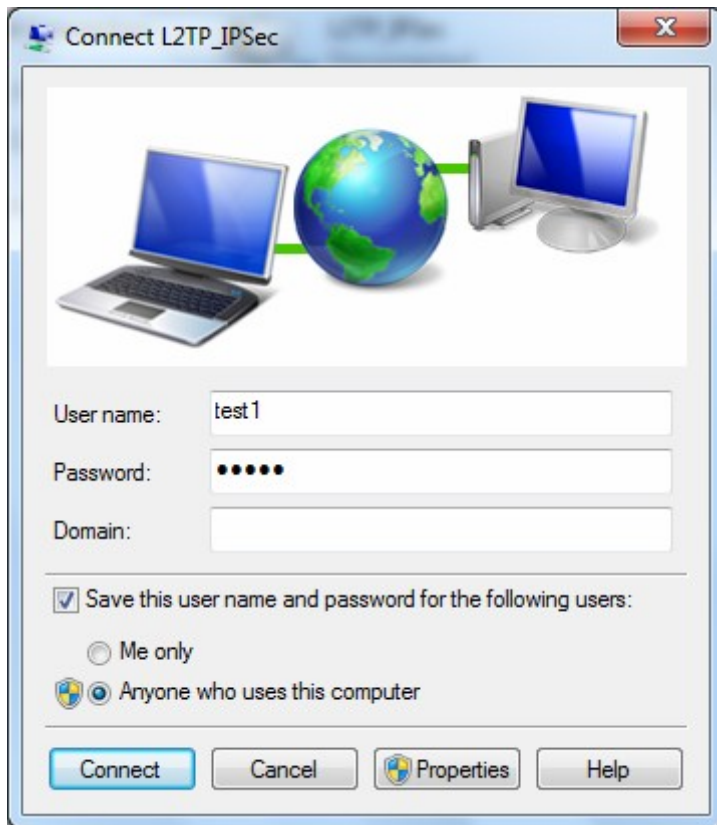 Connect L2TP_IPSec
User name: test1
Password: •••••
Domain:
Save this user name and password for the following users:
Me only
Anyone who uses this computer
Connect Cancel Properties Help